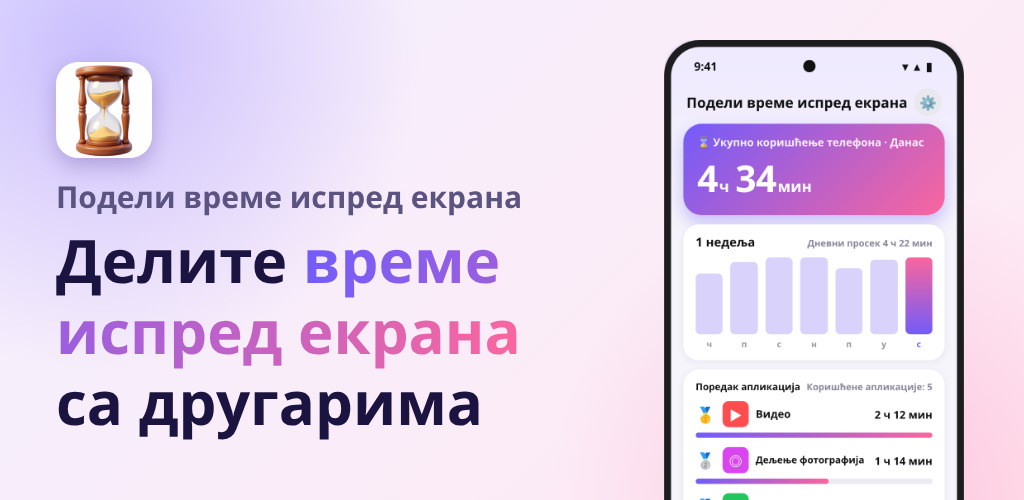 Подели време испред екрана
Делите време
испред екрана
са другарима
9:41
Подели време испред екрана
Укупно коришћење телефона · Данас
4ч 34мин
1 недеља
Дневни просек 4 ч 22 мин
ч п с н п у с
Поредак апликација
Коришћене апликације: 5
Видео
2 ч 12 мин
Дељење фотографија
1 ч 14 мин